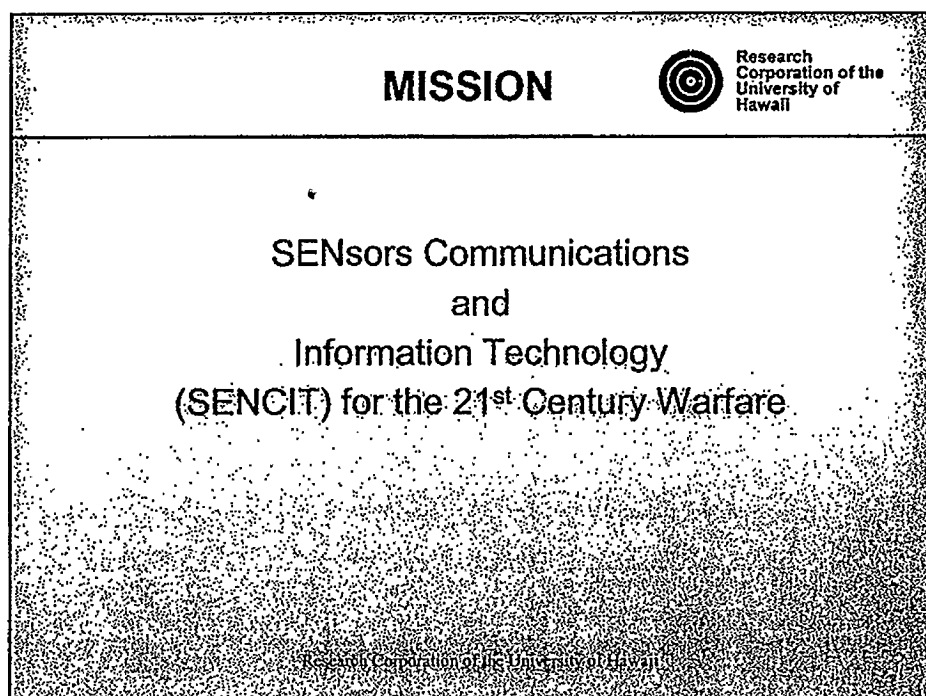 MISSION
Research
Corporation of the
University of
Hawaii
SENsors Communications
and
Information Technology
(SENCIT) for the 21st Century Warfare
Research Corporation of the University of Hawaii